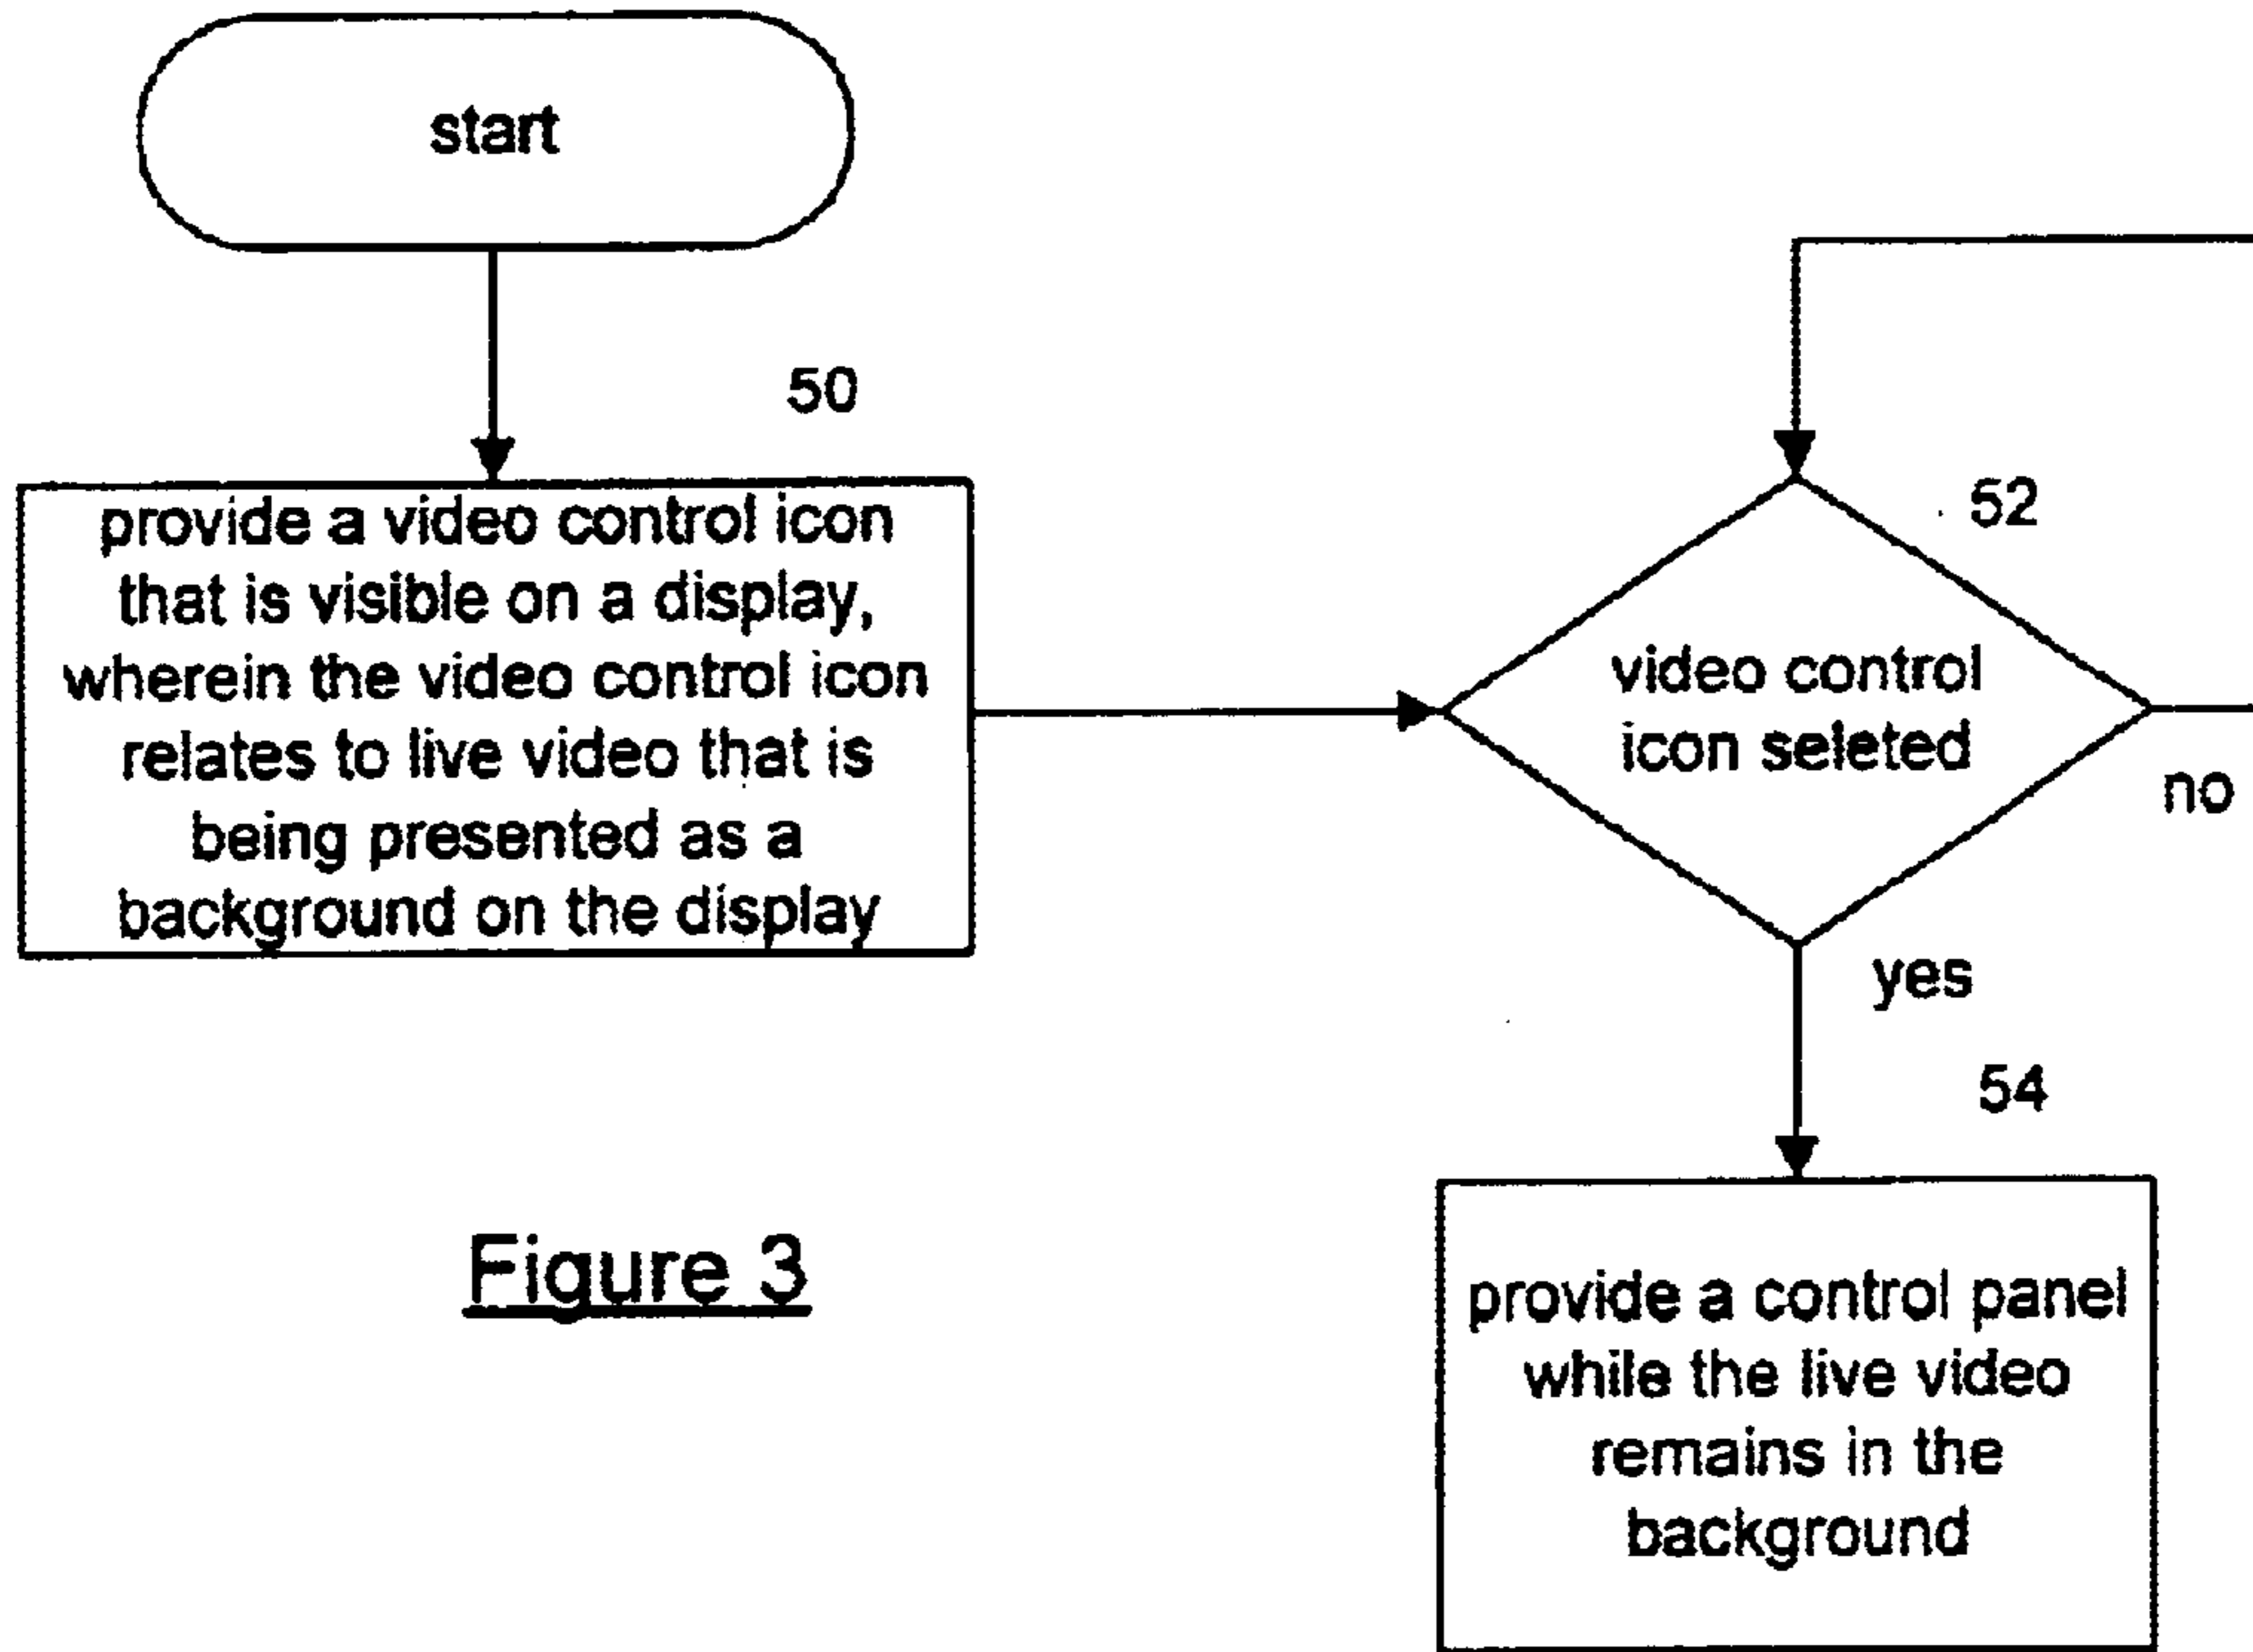 start
50
provide a video control icon
that is visible on a display,
wherein the video control icon
relates to live video that is
being presented as a
background on the display
52
video control
icon seleted
no
yes
54
provide a control panel
while the live video
remains in the
background
Figure 3